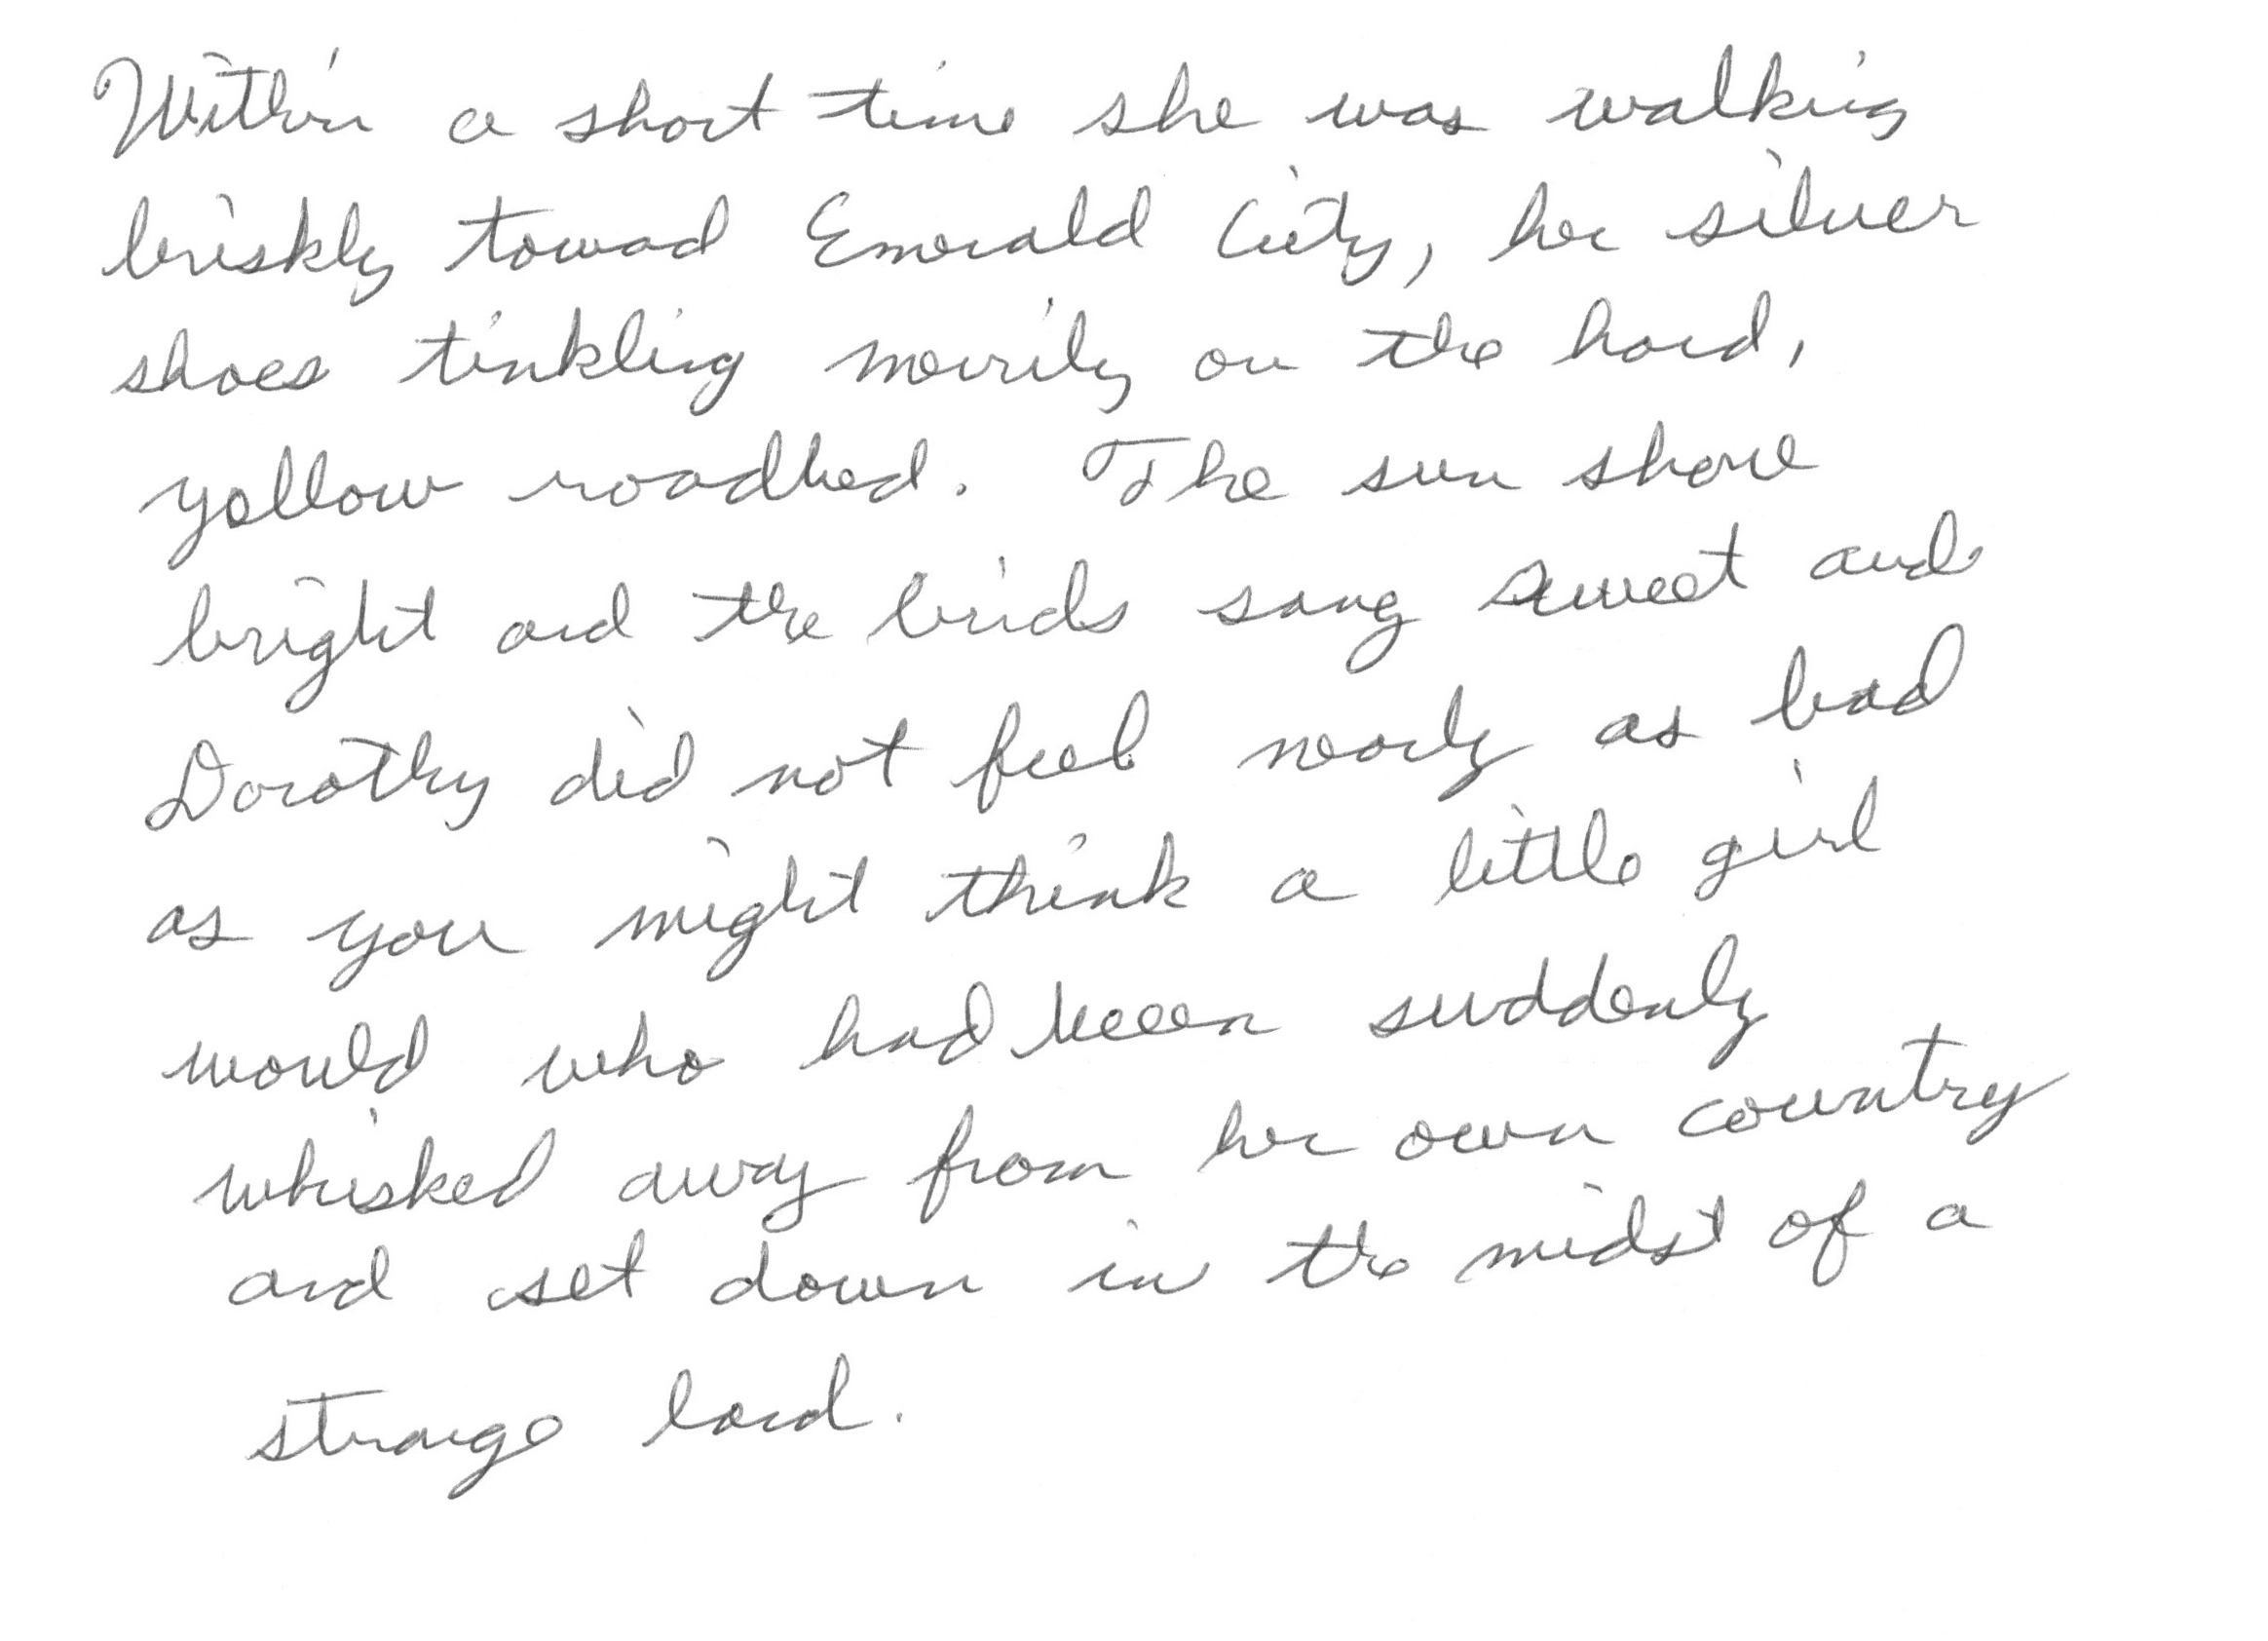 Within a short time she was walking
briskly toward Emerald City, her silver
shoes tinkling merrily on the hard,
yellow roadbed. The sun shone
bright and the birds sang sweet and
Dorothy did not feel nearly as bad
as you might think a little girl
would who had been suddenly
whisked away from her own country
and set down in the midst of a
strange land.